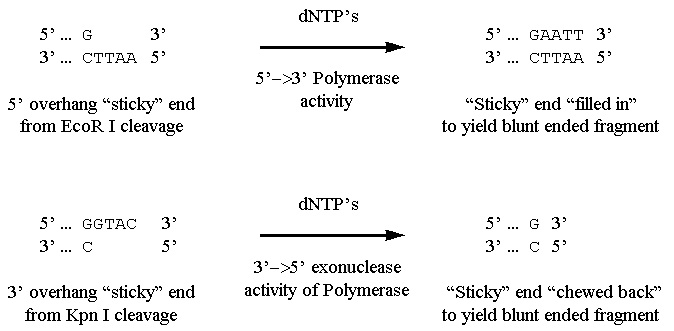 5’ ... G 3’
3’ ... CTTAA 5’
5’ overhang “sticky” end
from EcoR I cleavage
dNTP’s
5’–>3’ Polymerase
activity
5’ ... GAATT 3’
3’ ... CTTAA 5’
“Sticky” end “filled in”
to yield blunt ended fragment
5’ ... GGTAC 3’
3’ ... C 5’
3’ overhang “sticky” end
from Kpn I cleavage
dNTP’s
3’–>5’ exonuclease
activity of Polymerase
5’ ... G 3’
3’ ... C 5’
“Sticky” end “chewed back”
to yield blunt ended fragment